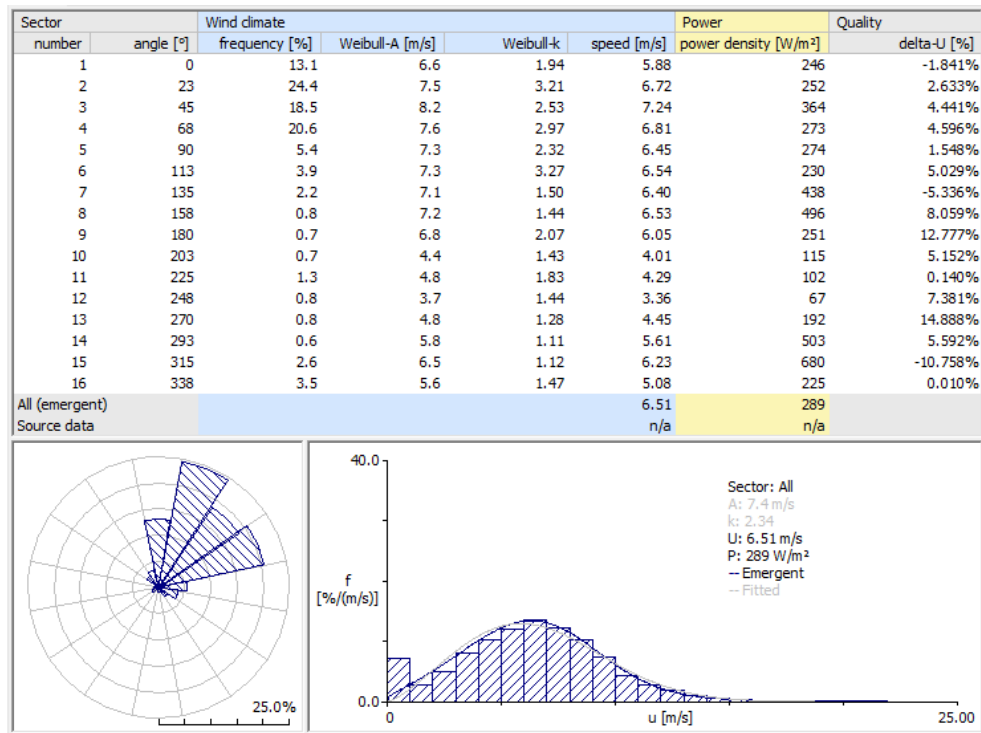 Sector Wind climate Power Quality
number angle [º] frequency [%] Weibull-A [m/s] Weibull-k speed [m/s] power density [W/m²] delta-U [%]
1 0 13.1 6.6 1.94 5.88 246 -1.841%
2 23 24.4 7.5 3.21 6.72 252 2.633%
3 45 18.5 8.2 2.53 7.24 364 4.441%
4 68 20.6 7.6 2.97 6.81 273 4.596%
5 90 5.4 7.3 2.32 6.45 274 1.548%
6 113 3.9 7.3 3.27 6.54 230 5.029%
7 135 2.2 7.1 1.50 6.40 438 -5.336%
8 158 0.8 7.2 1.44 6.53 496 8.059%
9 180 0.7 6.8 2.07 6.05 251 12.777%
10 203 0.7 4.4 1.43 4.01 115 5.152%
11 225 1.3 4.8 1.83 4.29 102 0.140%
12 248 0.8 3.7 1.44 3.36 67 7.381%
13 270 0.8 4.8 1.28 4.45 192 14.888%
14 293 0.6 5.8 1.11 5.61 503 5.592%
15 315 2.6 6.5 1.12 6.23 680 -10.758%
16 338 3.5 5.6 1.47 5.08 225 0.010%
All (emergent) 6.51 289
Source data n/a n/a
25.0%
40.0
f
[%/(m/s)]
0.0
0
u [m/s]
25.00
Sector: All
A: 7.4 m/s
k: 2.34
U: 6.51 m/s
P: 289 W/m²
-- Emergent
-- Fitted